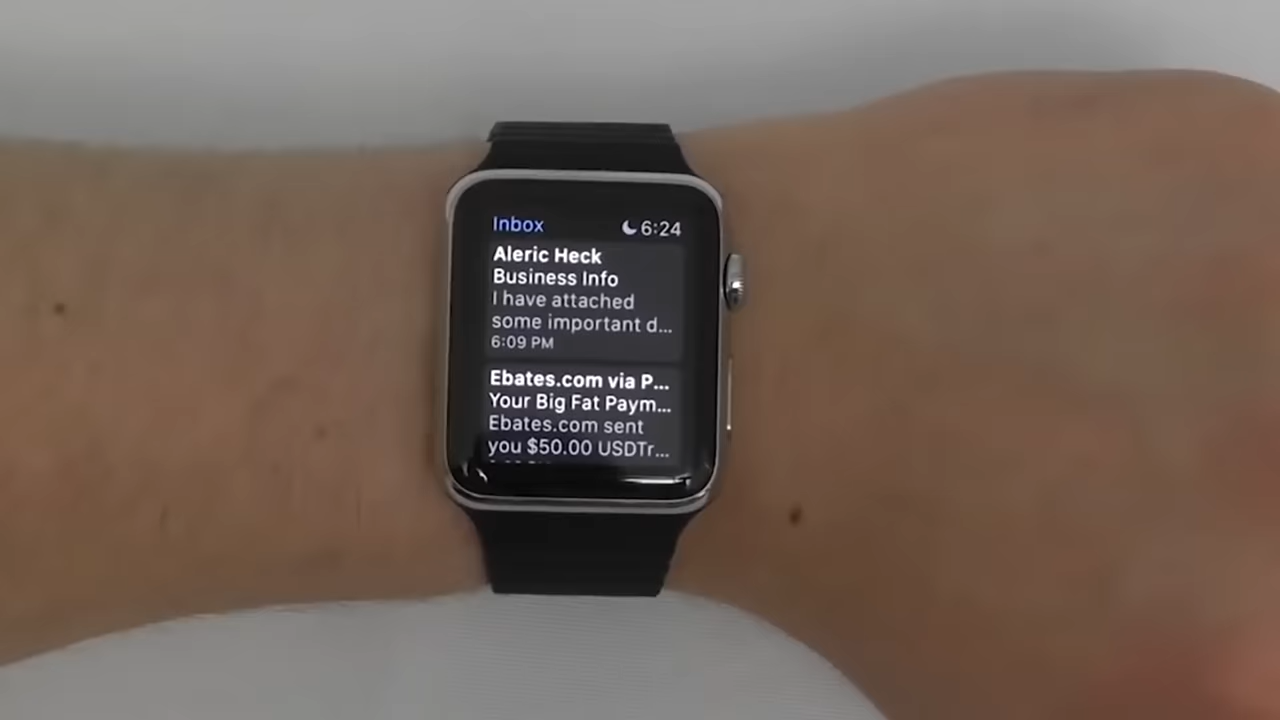 Inbox 6:24
Aleric Heck
Business Info
I have attached
some important d...
6:09 PM
Ebates.com via P...
Your Big Fat Paym...
Ebates.com sent
you $50.00 USDTr...